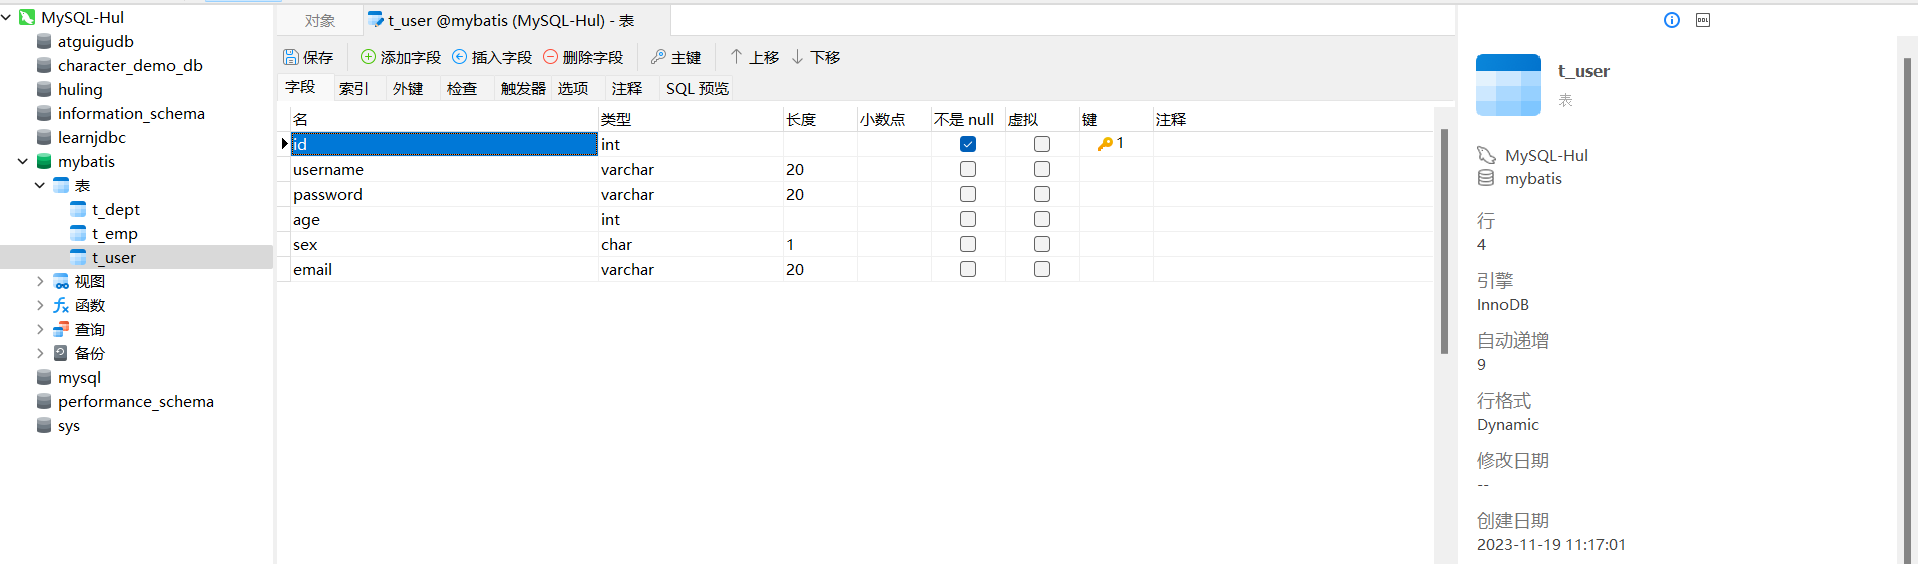 MySQL-Hul
atguigudb
character_demo_db
huling
information_schema
learnjdbc
mybatis
表
t_dept
t_emp
t_user
视图
函数
查询
备份
mysql
performance_schema
sys
对象
t_user @mybatis (MySQL-Hul) - 表
保存 添加字段 插入字段 删除字段 主键 上移 下移
字段 索引 外键 检查 触发器 选项 注释 SQL 预览
名 类型 长度 小数点 不是 null 虚拟 键 注释
id int 1
username varchar 20
password varchar 20
age int
sex char 1
email varchar 20
DDL
t_user
表
MySQL-Hul
mybatis
行
4
引擎
InnoDB
自动递增
9
行格式
Dynamic
修改日期
--
创建日期
2023-11-19 11:17:01